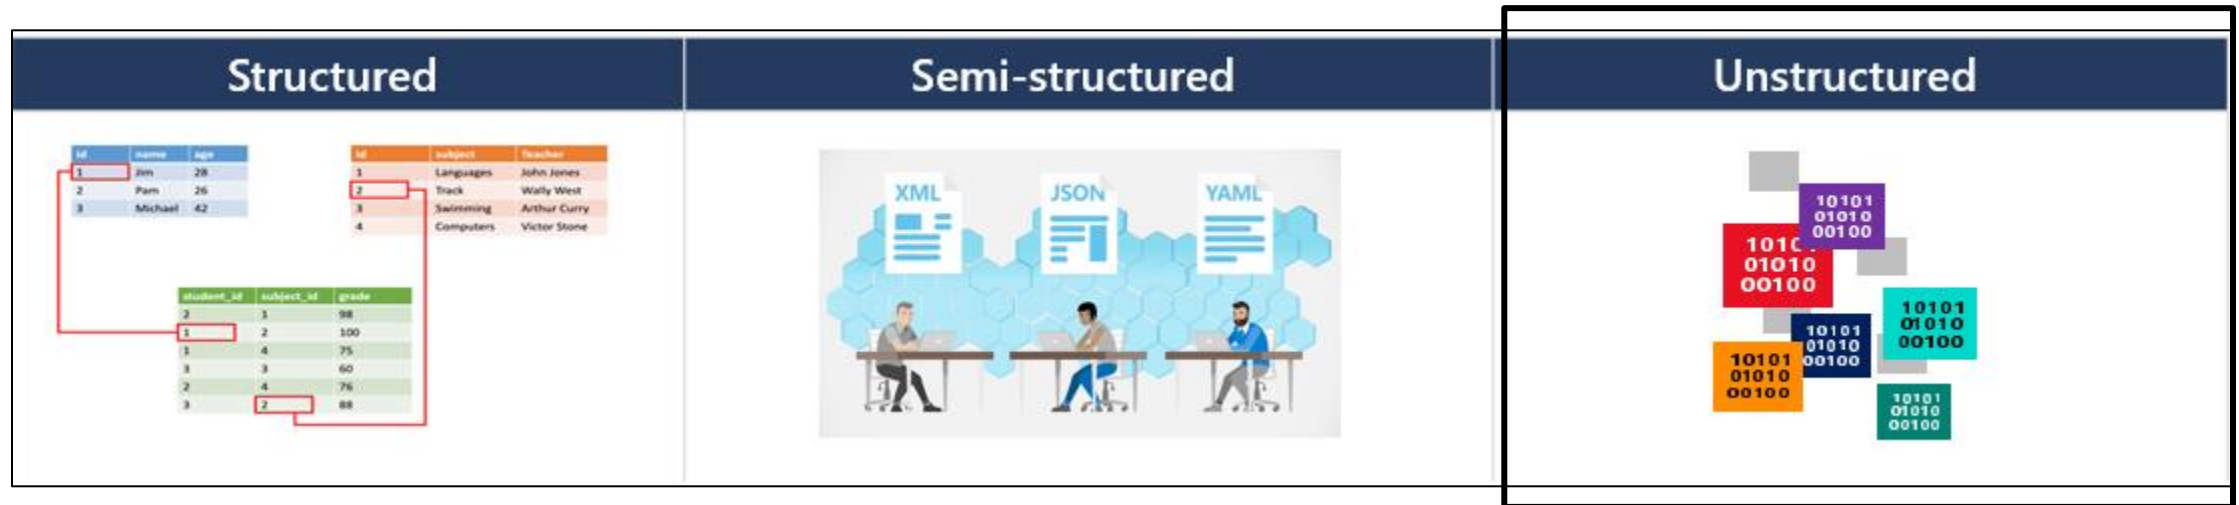 Structured
Semi-structured
Unstructured
id name age
1 Jim 28
2 Pam 26
3 Michael 42
id subject Teacher
1 Languages John Jones
2 Track Wally West
3 Swimming Arthur Curry
4 Computers Victor Stone
student_id subject_id grade
2 1 98
1 2 100
1 4 75
3 3 60
2 4 76
3 2 88
XML
JSON
YAML
10101
01010
00100
1010
01010
00100
10101
01010
00100
10101
01010
00100
10101
01010
00100
10101
01010
00100